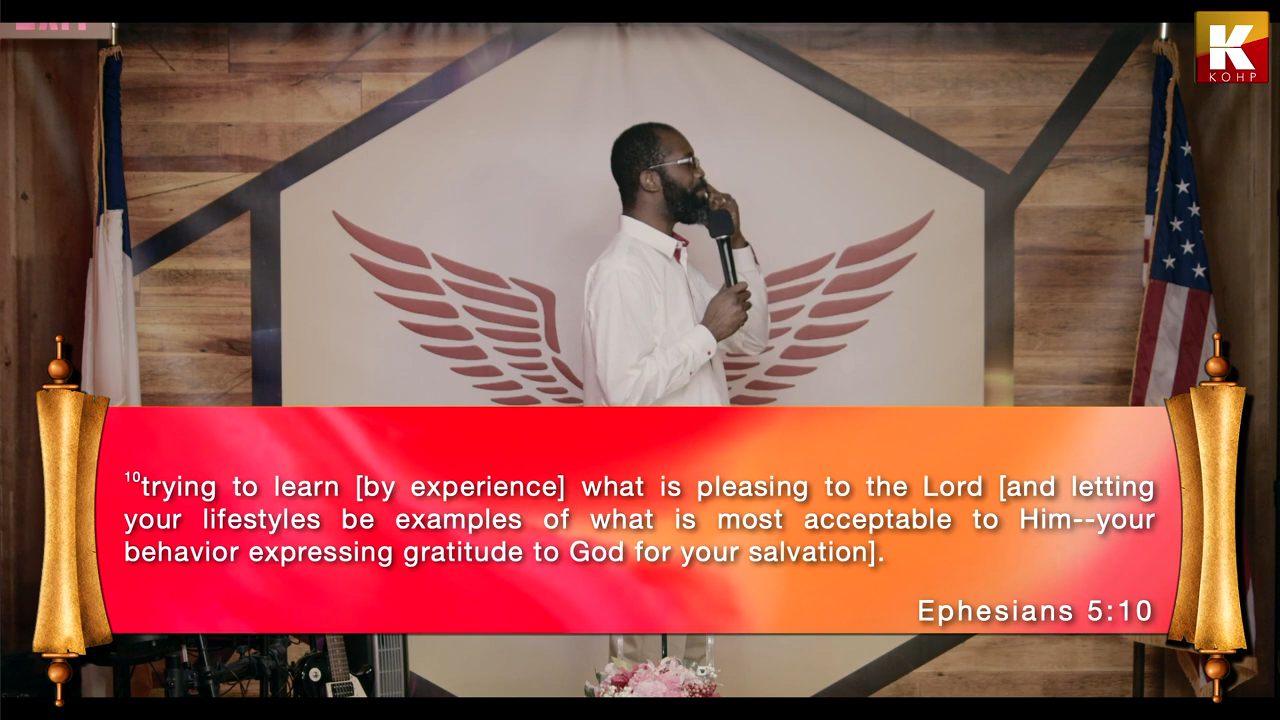 EXIT
K
KOHP
10trying to learn [by experience] what is pleasing to the Lord [and letting
your lifestyles be examples of what is most acceptable to Him--your
behavior expressing gratitude to God for your salvation].
Ephesians 5:10